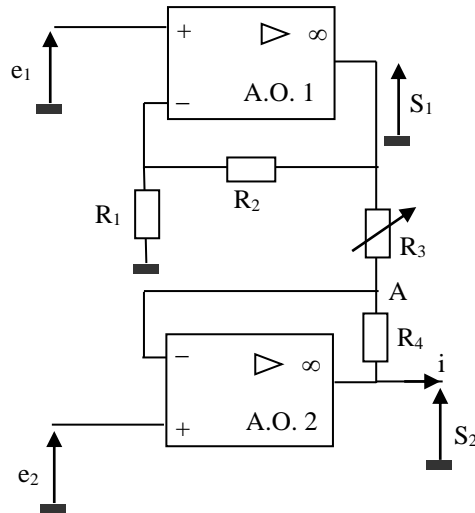 + ∞
e₁
A.O. 1
−
S₁
R₂
R₁
R₃
A
R₄
− ∞
i
A.O. 2
+
S₂
e₂